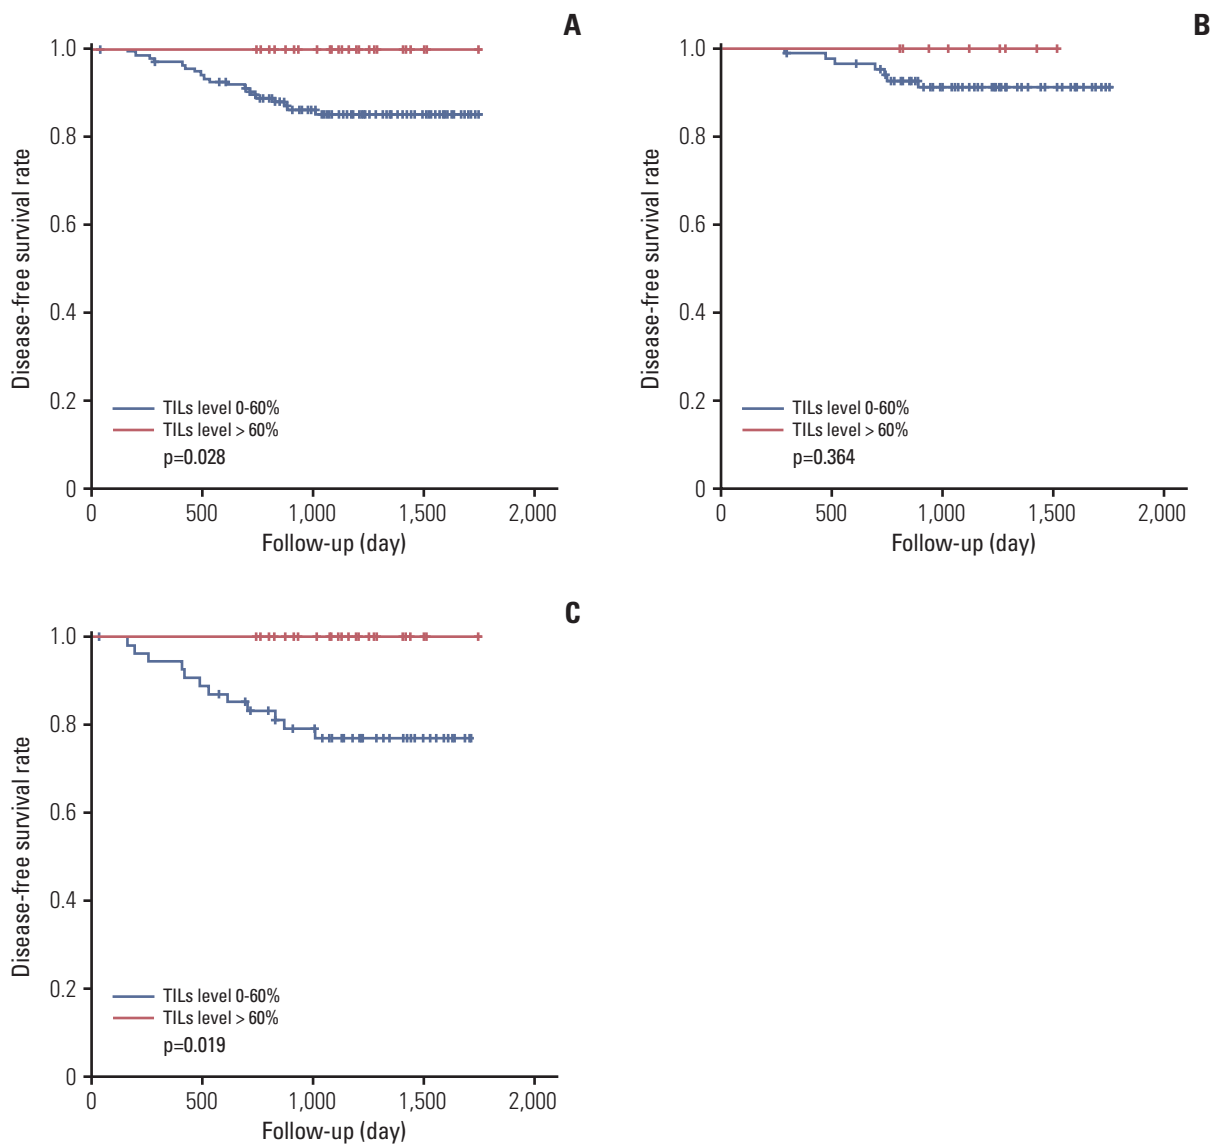 A
1.0
0.8
0.6
0.4
0.2
0
Disease-free survival rate
TILs level 0-60%
TILs level > 60%
p=0.028
0 500 1,000 1,500 2,000
Follow-up (day)
B
1.0
0.8
0.6
0.4
0.2
0
Disease-free survival rate
TILs level 0-60%
TILs level > 60%
p=0.364
0 500 1,000 1,500 2,000
Follow-up (day)
C
1.0
0.8
0.6
0.4
0.2
0
Disease-free survival rate
TILs level 0-60%
TILs level > 60%
p=0.019
0 500 1,000 1,500 2,000
Follow-up (day)